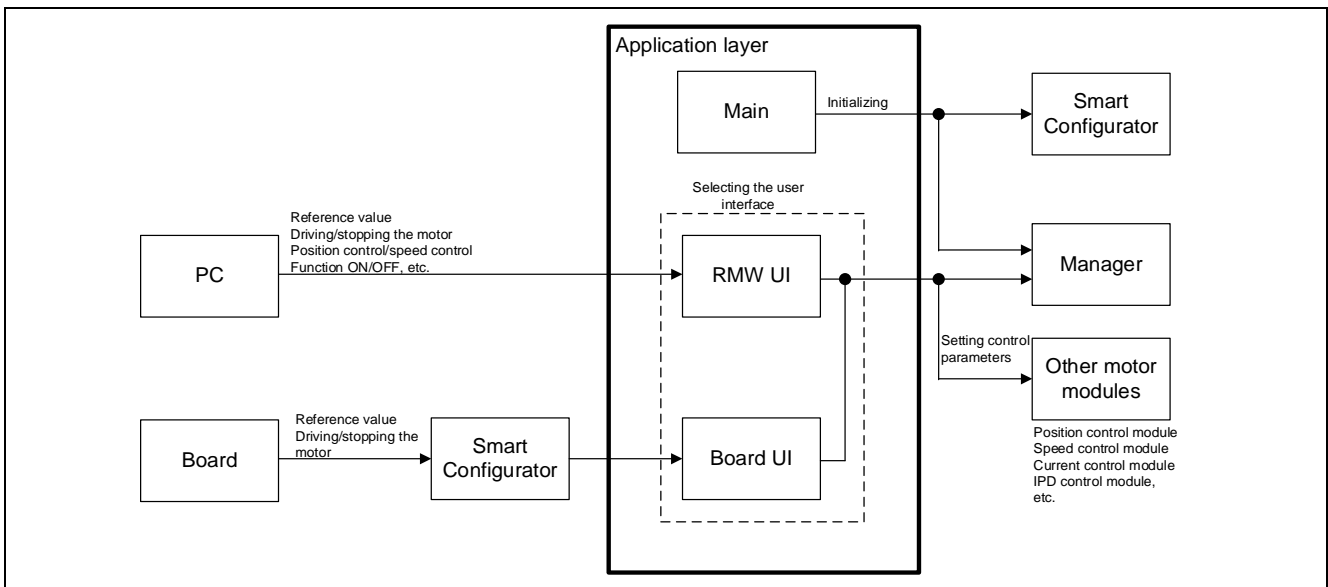 Application layer
Main
Initializing
Smart
Configurator
Selecting the user
interface
Reference value
Driving/stopping the motor
Position control/speed control
Function ON/OFF, etc.
PC
RMW UI
Manager
Setting control
parameters
Other motor
modules
Position control module
Speed control module
Current control module
IPD control module,
etc.
Reference value
Driving/stopping the
motor
Board
Smart
Configurator
Board UI